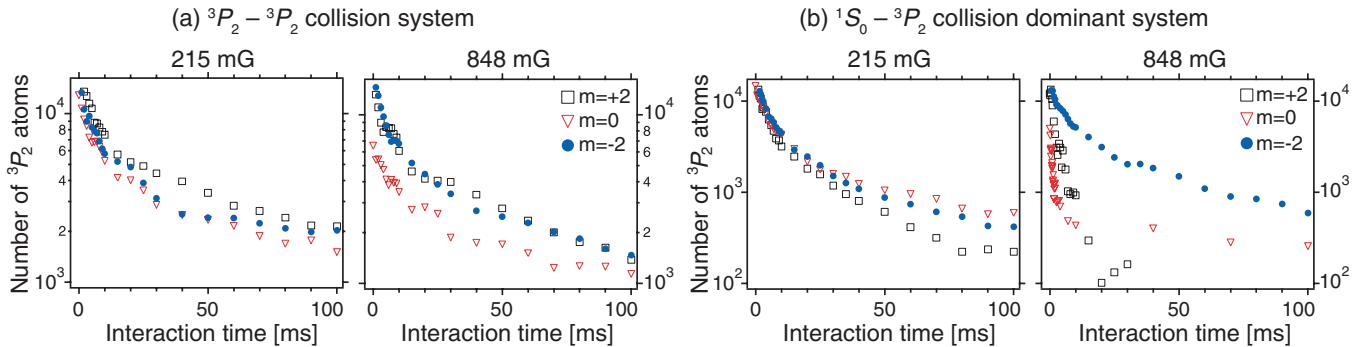 (a) ³P₂ – ³P₂ collision system
(b) ¹S₀ – ³P₂ collision dominant system
215 mG
848 mG
215 mG
848 mG
Number of ³P₂ atoms
10⁴
8
6
4
2
10³
0
50
100
Interaction time [ms]
m=+2
m=0
m=-2
10⁴
8
6
4
2
10³
0
50
100
Interaction time [ms]
Number of ³P₂ atoms
10⁴
10³
10²
0
50
100
Interaction time [ms]
m=+2
m=0
m=-2
10⁴
10³
10²
0
50
100
Interaction time [ms]